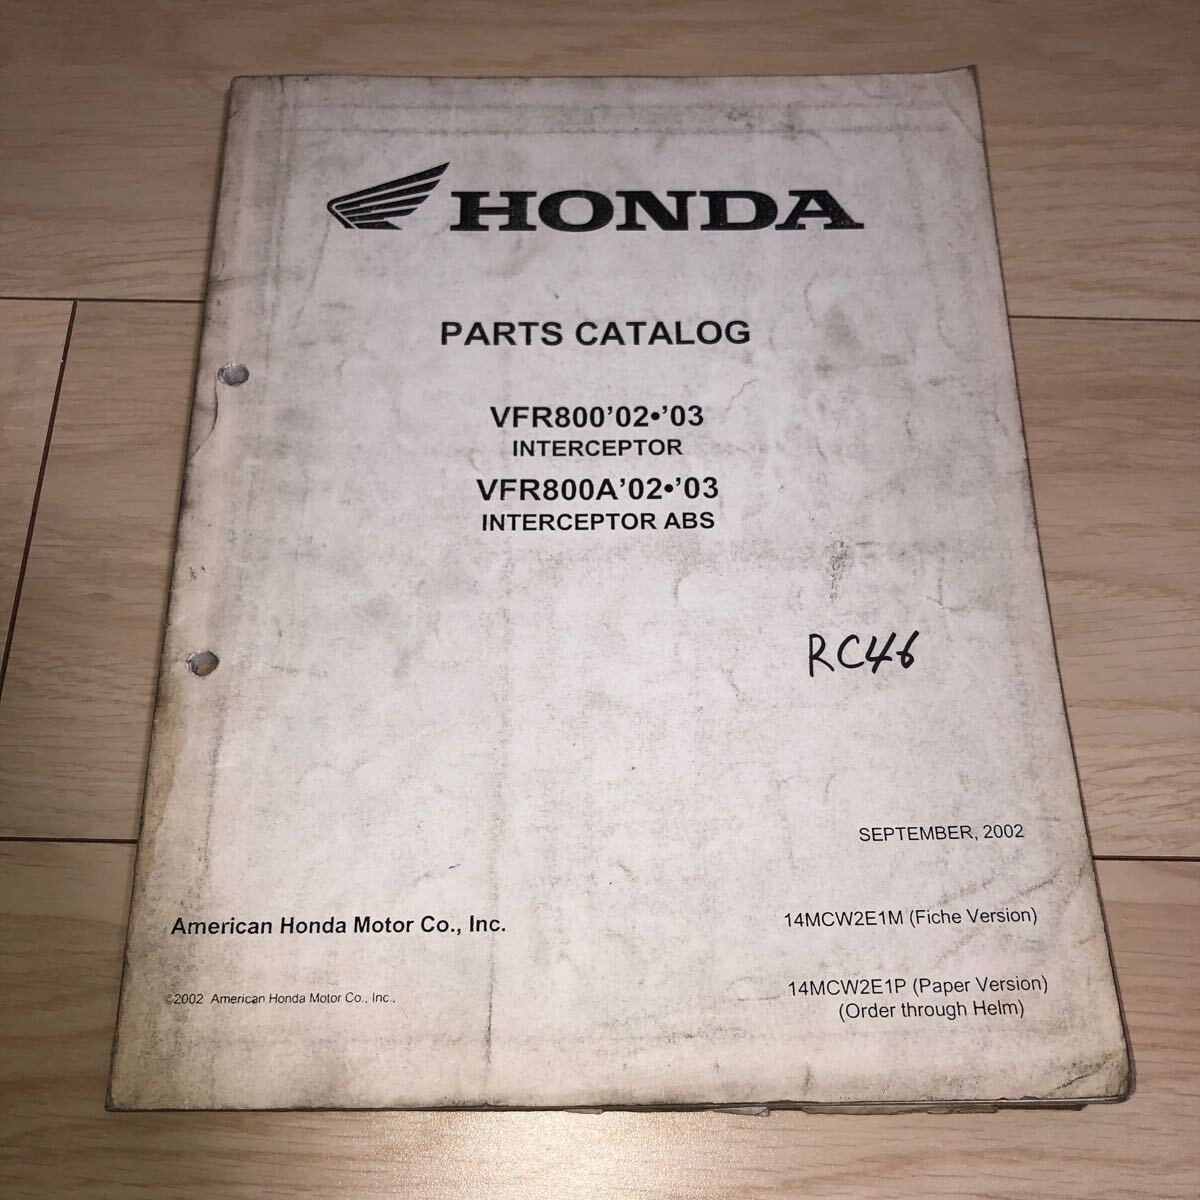 HONDA
PARTS CATALOG
VFR800'02•'03
INTERCEPTOR
VFR800A'02•'03
INTERCEPTOR ABS
RC46
SEPTEMBER, 2002
American Honda Motor Co., Inc.
14MCW2E1M (Fiche Version)
©2002 American Honda Motor Co., Inc.,
14MCW2E1P (Paper Version)
(Order through Helm)